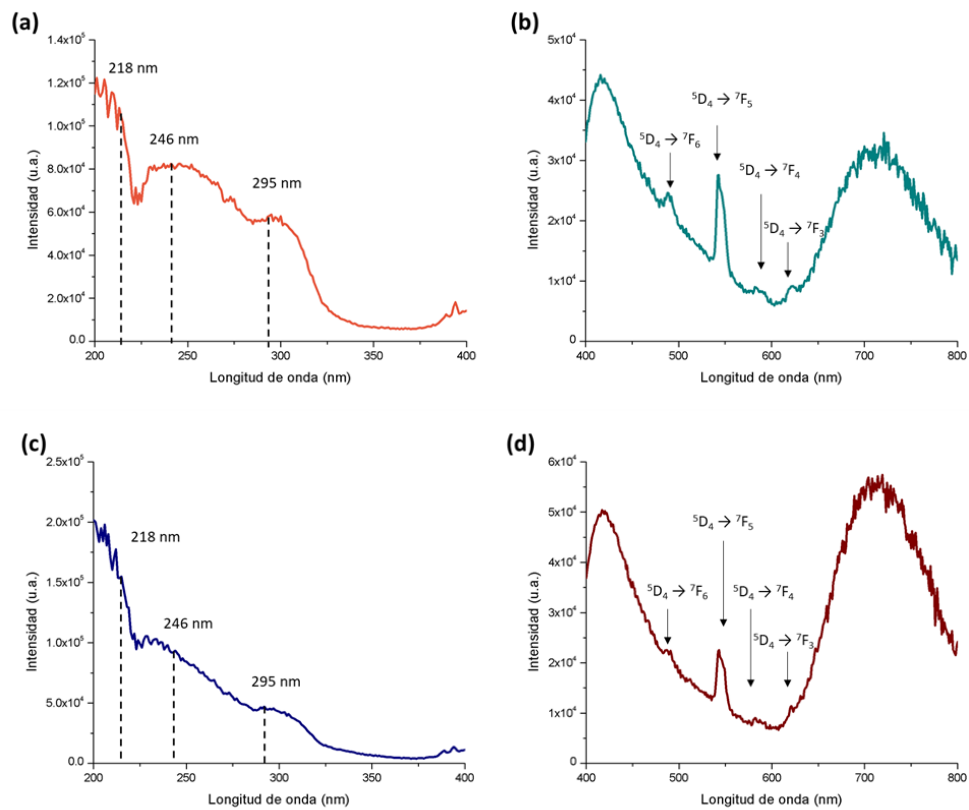 (a)
1.4x10⁵
1.2x10⁵
1.0x10⁵
8.0x10⁴
6.0x10⁴
4.0x10⁴
2.0x10⁴
0.0
Intensidad (u.a.)
218 nm
246 nm
295 nm
200 250 300 350 400
Longitud de onda (nm)
(b)
5x10⁴
4x10⁴
3x10⁴
2x10⁴
1x10⁴
0
Intensidad (u.a.)
⁵D₄ → ⁷F₅
⁵D₄ → ⁷F₆
⁵D₄ → ⁷F₄
⁵D₄ → ⁷F₃
400 500 600 700 800
Longitud de onda (nm)
(c)
2.5x10⁵
2.0x10⁵
1.5x10⁵
1.0x10⁵
5.0x10⁴
0.0
Intensidad (u.a.)
218 nm
246 nm
295 nm
200 250 300 350 400
Longitud de onda (nm)
(d)
6x10⁴
5x10⁴
4x10⁴
3x10⁴
2x10⁴
1x10⁴
0
Intensidad (u.a.)
⁵D₄ → ⁷F₅
⁵D₄ → ⁷F₆
⁵D₄ → ⁷F₄
⁵D₄ → ⁷F₃
400 500 600 700 800
Longitud de onda (nm)